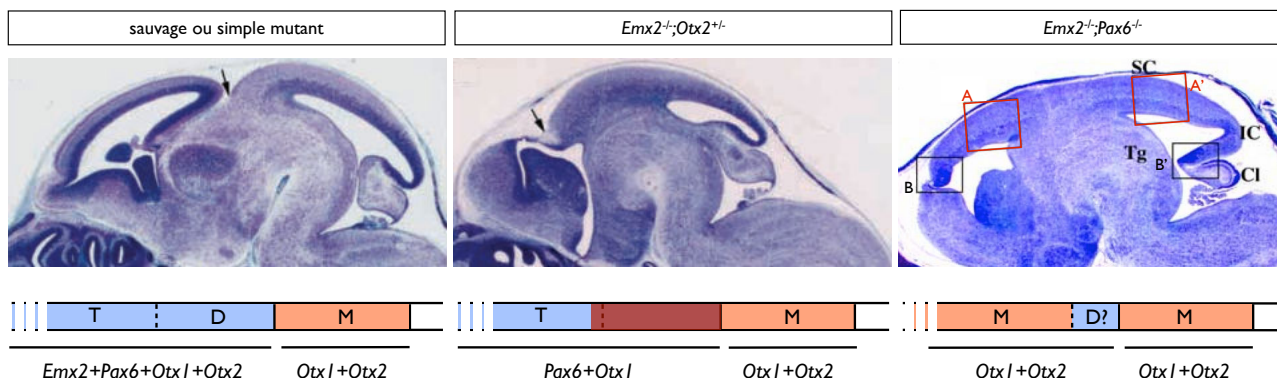 sauvage ou simple mutant
Emx2-/-;Otx2+/-
Emx2-/-;Pax6-/-
SC
A
A'
IC
Tg
B
B'
Cl
T D M
T M
M D? M
Emx2+Pax6+Otx1+Otx2 Otx1+Otx2
Pax6+Otx1 Otx1+Otx2
Otx1+Otx2 Otx1+Otx2